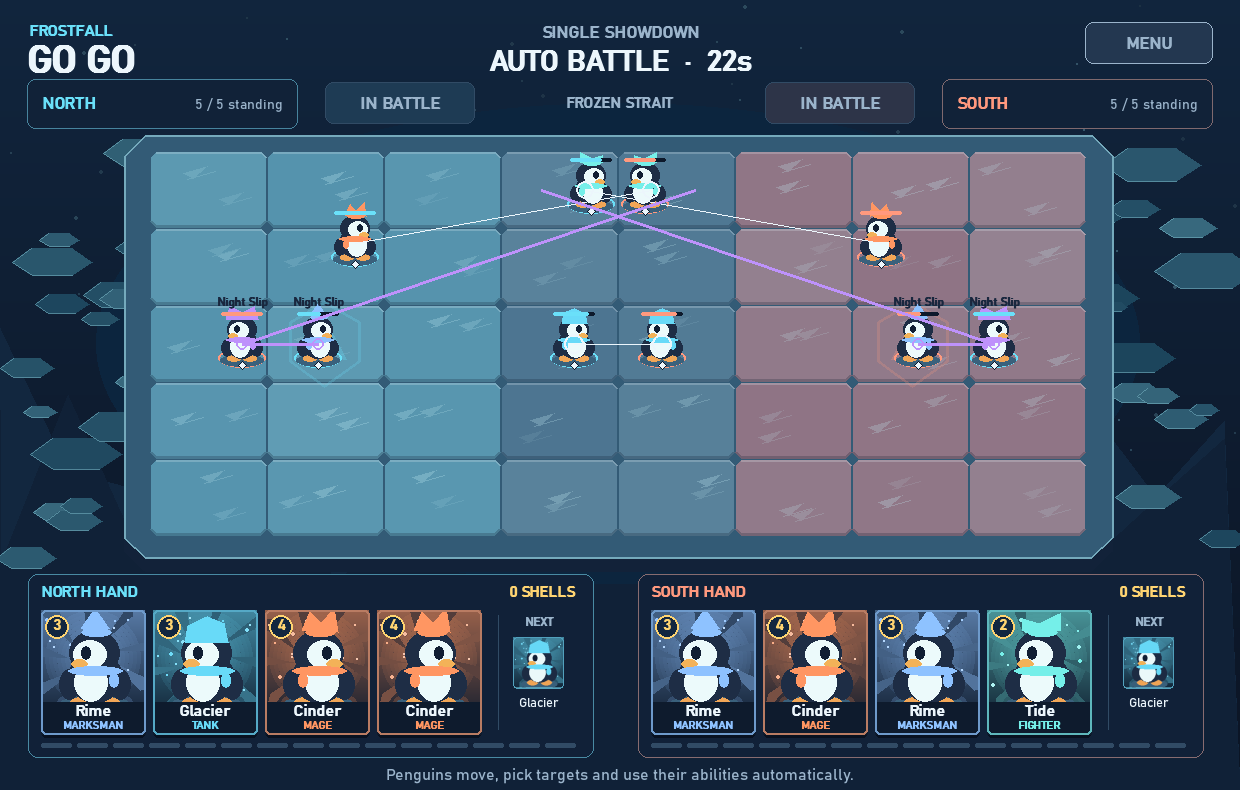 FROSTFALL
GO GO
SINGLE SHOWDOWN
AUTO BATTLE - 22s
MENU
NORTH
5 / 5 standing
IN BATTLE
FROZEN STRAIT
IN BATTLE
SOUTH
5 / 5 standing
Night Slip
Night Slip
Night Slip
Night Slip
NORTH HAND
0 SHELLS
3
Rime
MARKSMAN
3
Glacier
TANK
4
Cinder
MAGE
4
Cinder
MAGE
NEXT
Glacier
SOUTH HAND
0 SHELLS
3
Rime
MARKSMAN
4
Cinder
MAGE
3
Rime
MARKSMAN
2
Tide
FIGHTER
NEXT
Glacier
Penguins move, pick targets and use their abilities automatically.